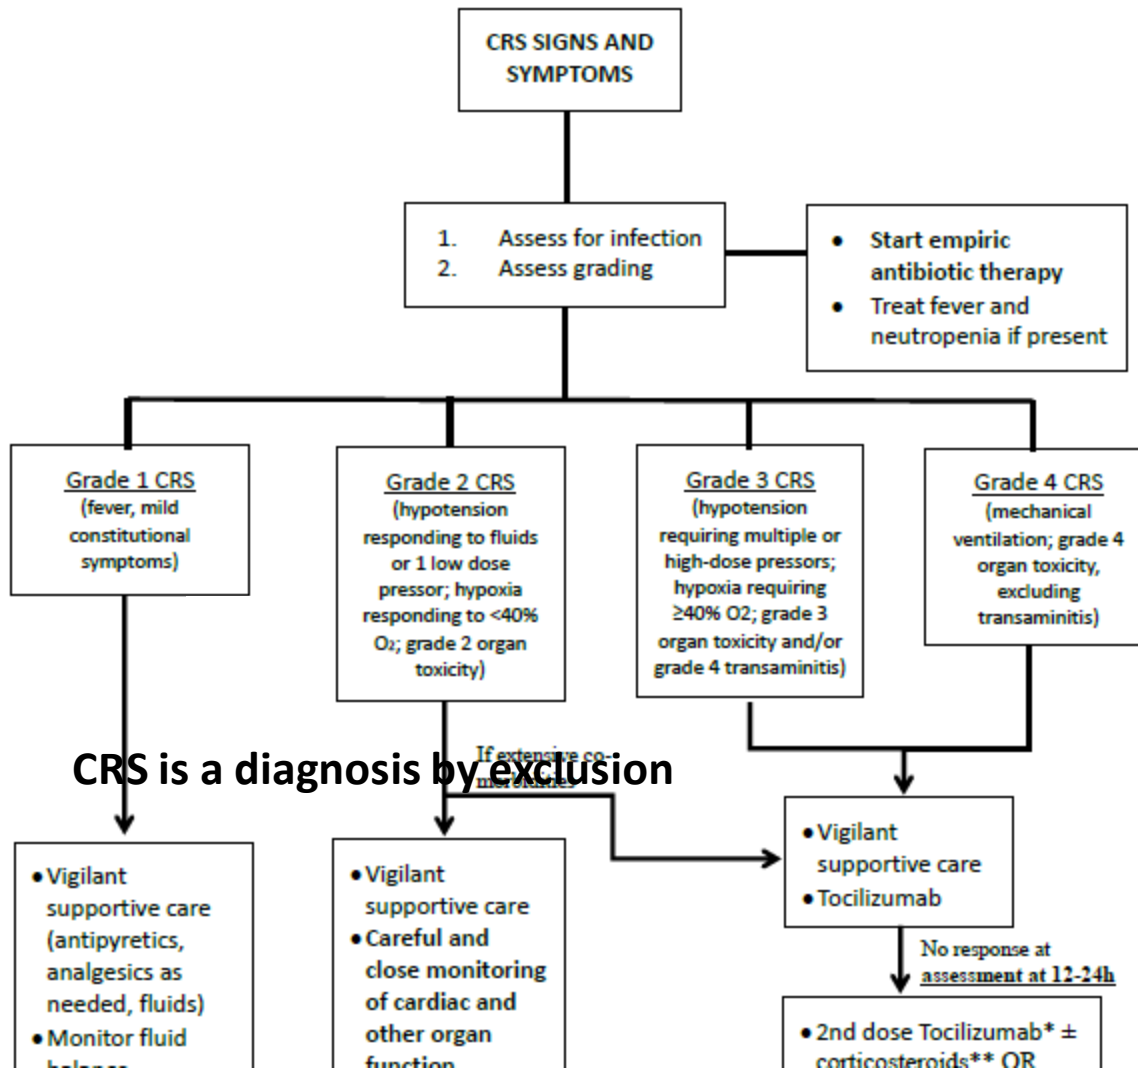 CRS SIGNS AND
SYMPTOMS
1. Assess for infection
2. Assess grading
• Start empiric
antibiotic therapy
• Treat fever and
neutropenia if present
Grade 1 CRS
(fever, mild
constitutional
symptoms)
Grade 2 CRS
(hypotension
responding to fluids
or 1 low dose
pressor; hypoxia
responding to <40%
O₂; grade 2 organ
toxicity)
Grade 3 CRS
(hypotension
requiring multiple or
high-dose pressors;
hypoxia requiring
≥40% O2; grade 3
organ toxicity and/or
grade 4 transaminitis)
Grade 4 CRS
(mechanical
ventilation; grade 4
organ toxicity,
excluding
transaminitis)
If extensive co-
morbidities
CRS is a diagnosis by exclusion
• Vigilant
supportive care
(antipyretics,
analgesics as
needed, fluids)
• Monitor fluid
balance
• Vigilant
supportive care
• Careful and
close monitoring
of cardiac and
other organ
function
• Vigilant
supportive care
• Tocilizumab
No response at
assessment at 12-24h
• 2nd dose Tocilizumab* ±
corticosteroids** OR